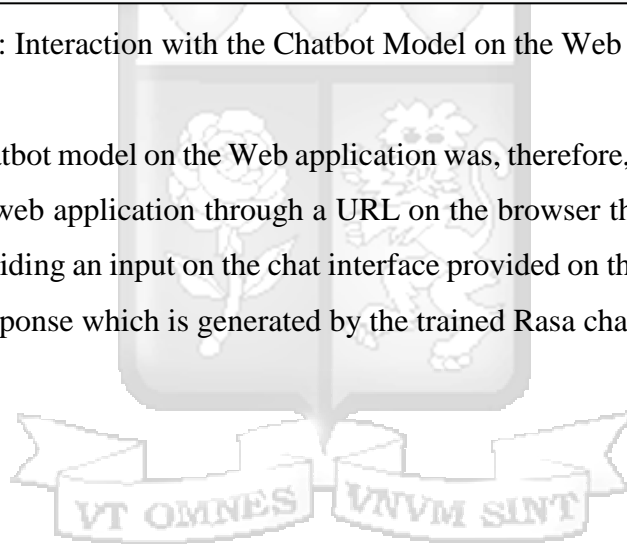 : Interaction with the Chatbot Model on the Web
atbot model on the Web application was, therefore,
web application through a URL on the browser th
iding an input on the chat interface provided on th
ponse which is generated by the trained Rasa cha
VT OMNES VNVM SINT